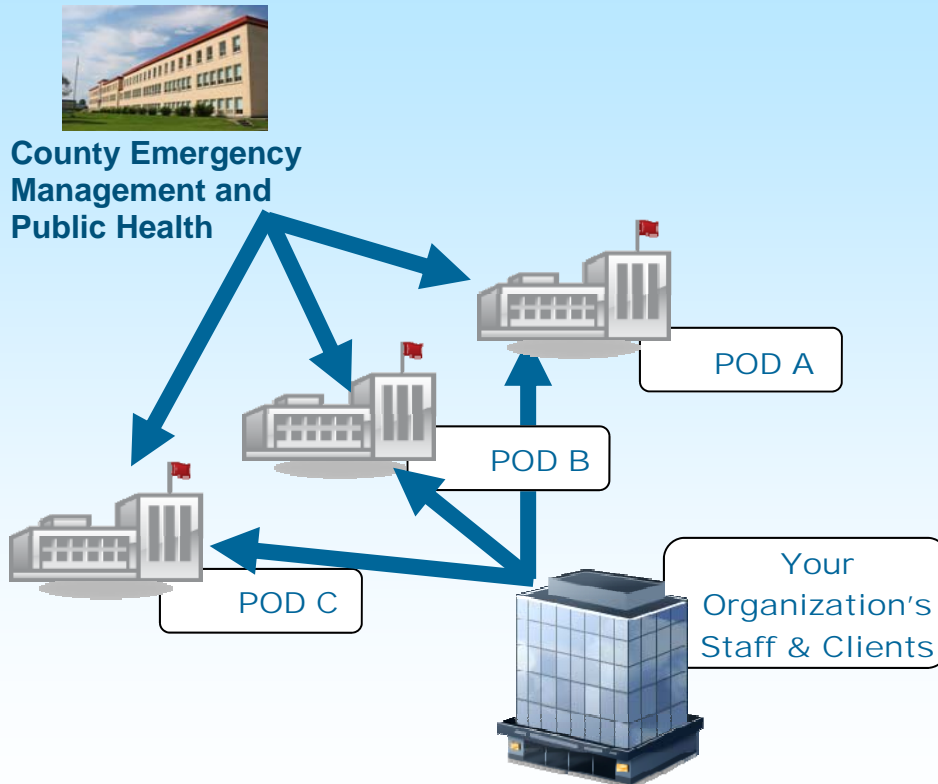 County Emergency
Management and
Public Health
POD A
POD B
POD C
Your
Organization's
Staff & Clients